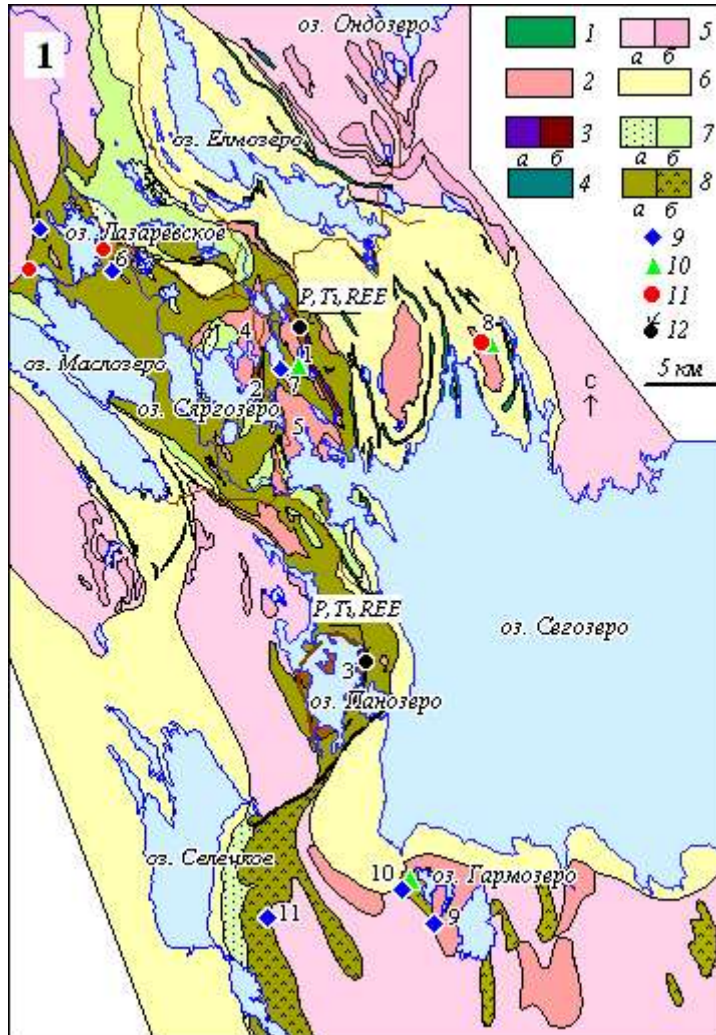 1
оз. Ондозеро
1
2
3
а б
4
5
а б
6
7
8
а б
9
10
11
12
5 км
С
оз. Елмозеро
оз. Лазаревское
6
P, Ti, REE
8
4
1
7
2
оз. Маслозеро
оз. Сяргозеро
5
P, Ti, REE
оз. Сегозеро
3
оз. Панозеро
оз. Селецкое
10
оз. Гармозеро
11
9